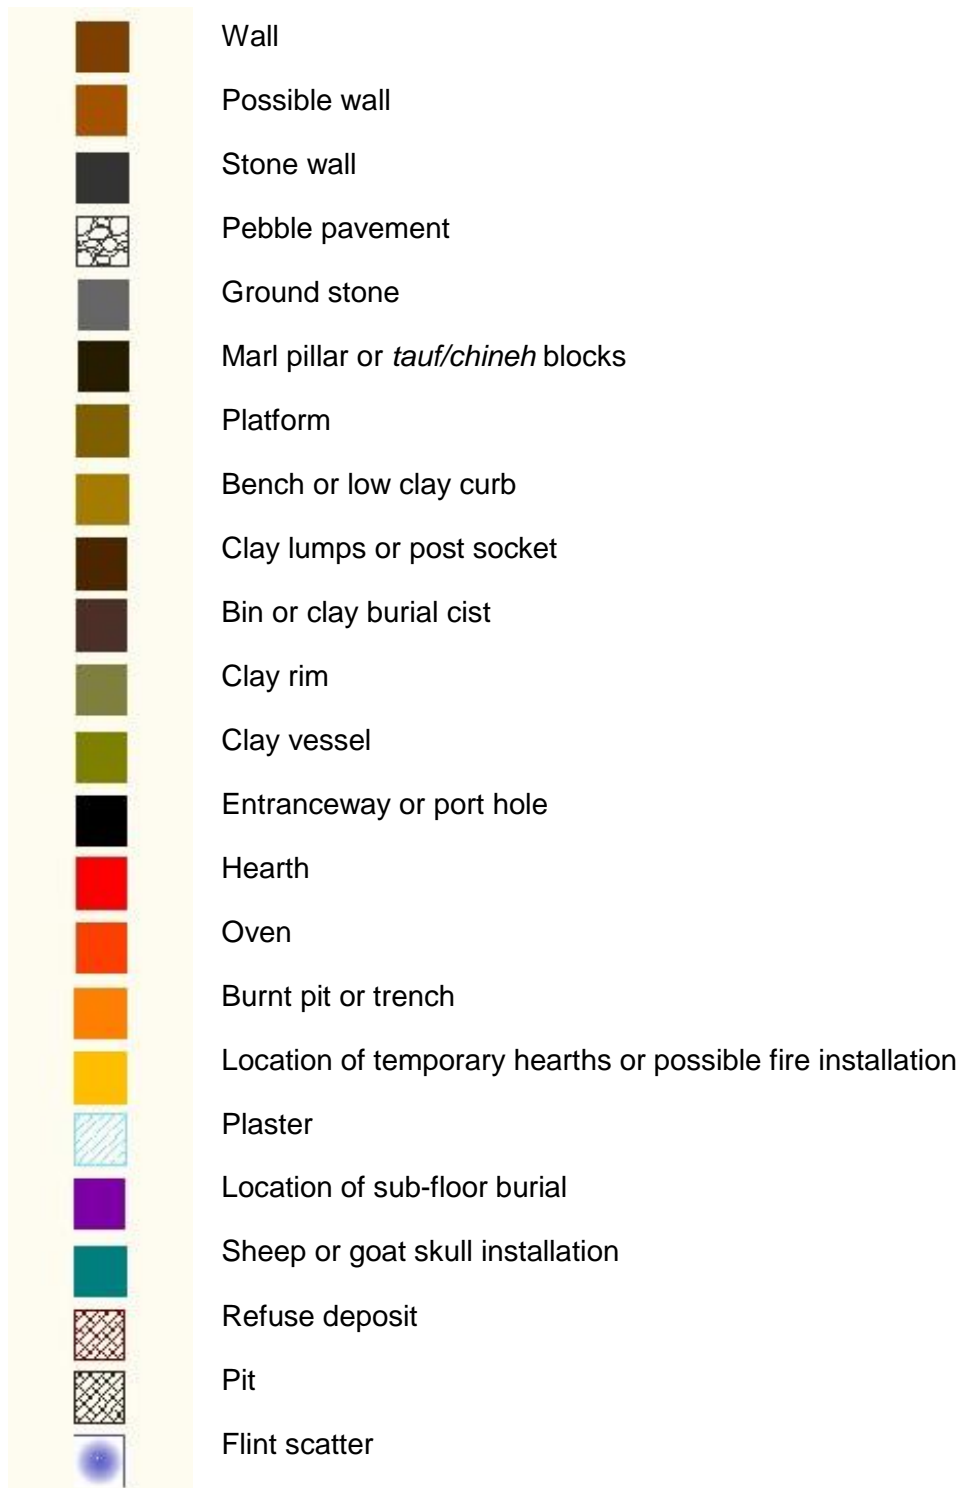 Wall
Possible wall
Stone wall
Pebble pavement
Ground stone
Marl pillar or tauf/chineh blocks
Platform
Bench or low clay curb
Clay lumps or post socket
Bin or clay burial cist
Clay rim
Clay vessel
Entranceway or port hole
Hearth
Oven
Burnt pit or trench
Location of temporary hearths or possible fire installation
Plaster
Location of sub-floor burial
Sheep or goat skull installation
Refuse deposit
Pit
Flint scatter